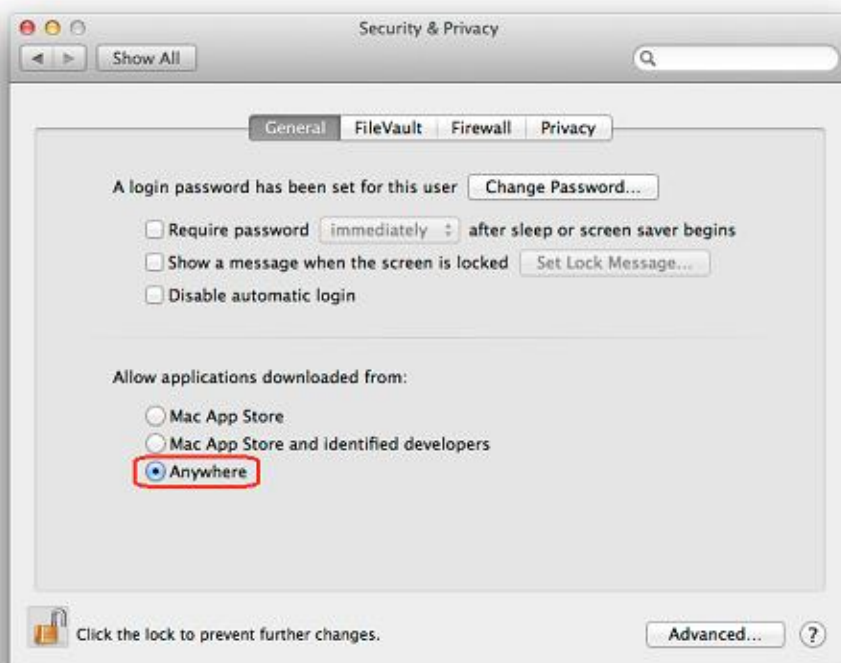 Security & Privacy
Show All
General FileVault Firewall Privacy
A login password has been set for this user Change Password...
Require password immediately after sleep or screen saver begins
Show a message when the screen is locked Set Lock Message...
Disable automatic login
Allow applications downloaded from:
Mac App Store
Mac App Store and identified developers
Anywhere
Click the lock to prevent further changes. Advanced... ?